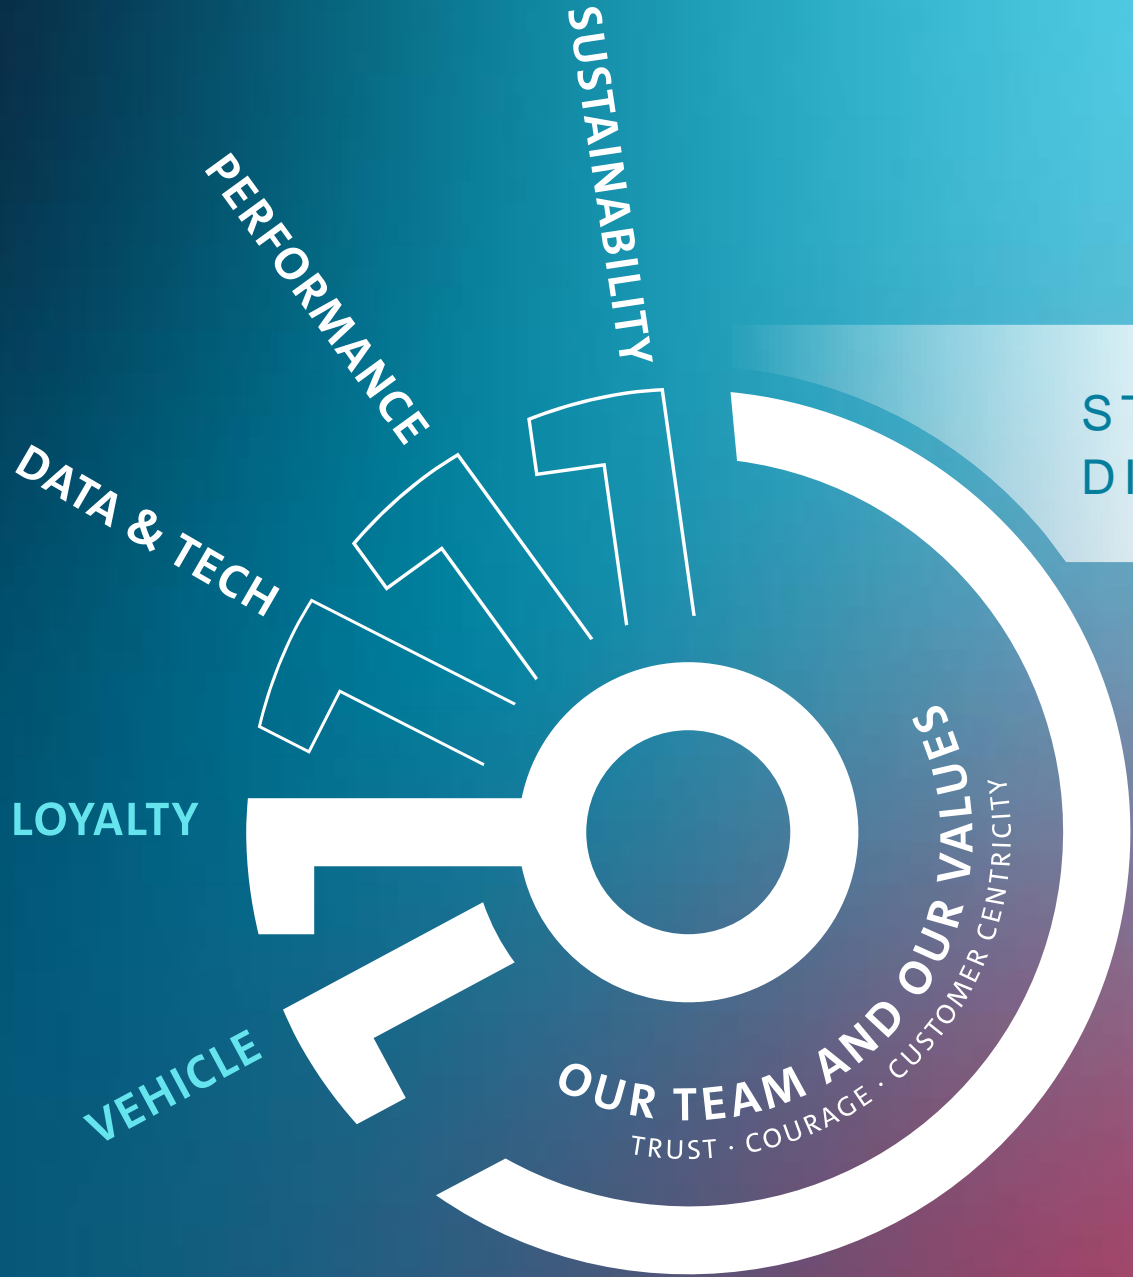 SUSTAINABILITY
PERFORMANCE
DATA & TECH
LOYALTY
VEHICLE
OUR TEAM AND OUR VALUES
TRUST · COURAGE · CUSTOMER CENTRICITY